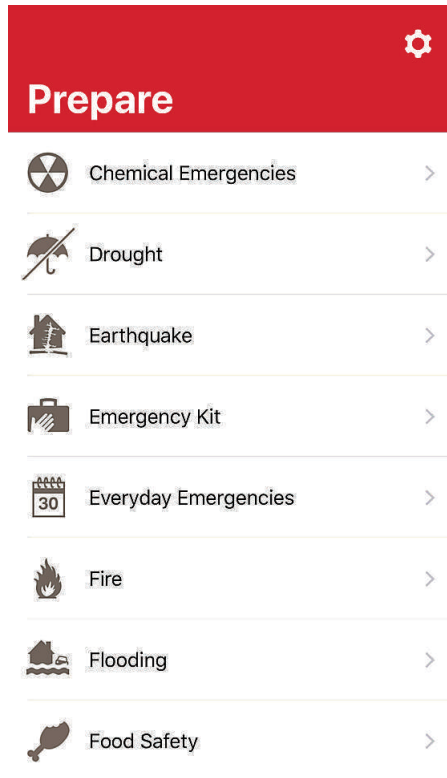 Prepare
Chemical Emergencies
Drought
Earthquake
Emergency Kit
30
Everyday Emergencies
Fire
Flooding
Food Safety